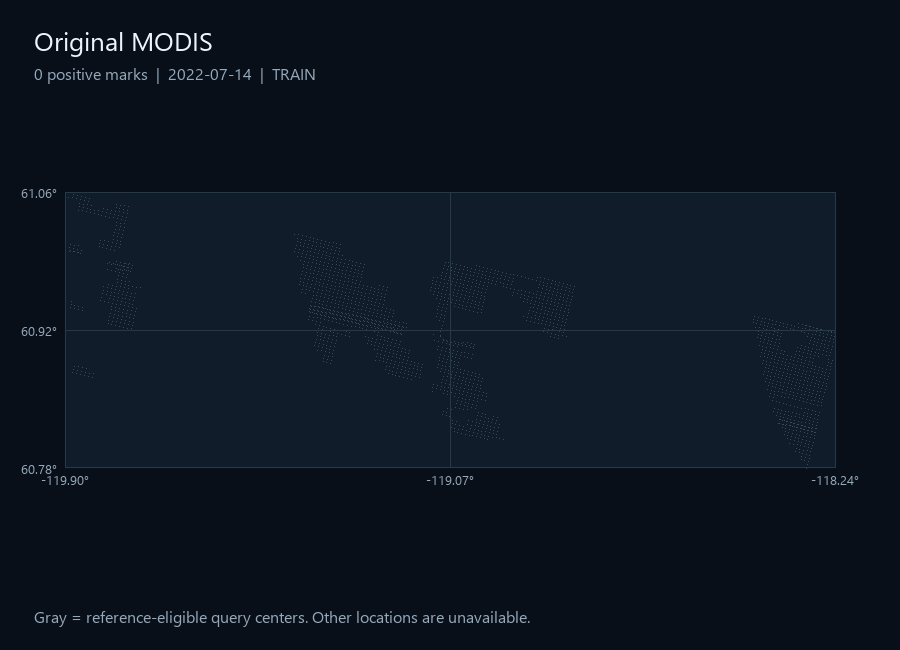 Original MODIS
0 positive marks | 2022-07-14 | TRAIN
61.06°
60.92°
60.78°
-119.90°
-119.07°
-118.24°
Gray = reference-eligible query centers. Other locations are unavailable.